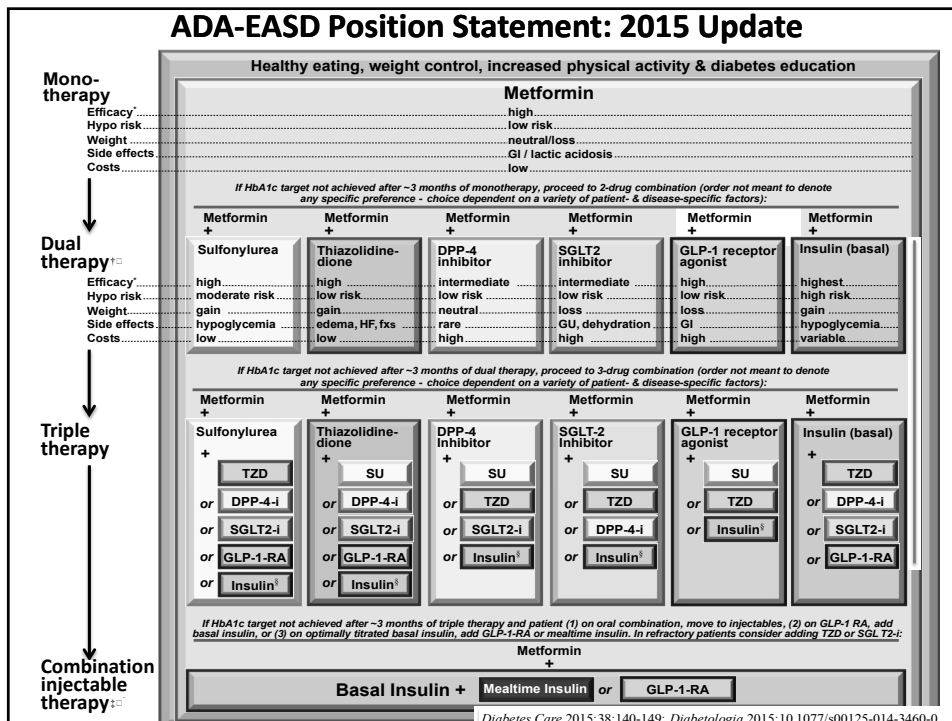 ADA-EASD Position Statement: 2015 Update
Healthy eating, weight control, increased physical activity & diabetes education
Mono-
therapy
Metformin
Efficacy* high
Hypo risk low risk
Weight neutral/loss
Side effects GI / lactic acidosis
Costs low
If HbA1c target not achieved after ~3 months of monotherapy, proceed to 2-drug combination (order not meant to denote
any specific preference - choice dependent on a variety of patient- & disease-specific factors):
Metformin Metformin Metformin Metformin Metformin Metformin
+ + + + + +
Dual
therapy†□
Sulfonylurea Thiazolidine- DPP-4 SGLT2 GLP-1 receptor Insulin (basal)
dione inhibitor inhibitor agonist
Efficacy* high high intermediate intermediate high highest
Hypo risk moderate risk low risk low risk low risk low risk high risk
Weight gain gain neutral loss loss gain
Side effects hypoglycemia edema, HF, fxs rare GU, dehydration GI hypoglycemia
Costs low low high high high variable
If HbA1c target not achieved after ~3 months of dual therapy, proceed to 3-drug combination (order not meant to denote
any specific preference - choice dependent on a variety of patient- & disease-specific factors):
Metformin Metformin Metformin Metformin Metformin Metformin
+ + + + + +
Triple
therapy
Sulfonylurea Thiazolidine- DPP-4 SGLT-2 GLP-1 receptor Insulin (basal)
dione Inhibitor Inhibitor agonist
+ + + + + +
TZD SU SU SU SU TZD
or DPP-4-i or DPP-4-i or TZD or TZD or TZD or DPP-4-i
or SGLT2-i or SGLT2-i or SGLT2-i or DPP-4-i or Insulin§ or SGLT2-i
or GLP-1-RA or GLP-1-RA or Insulin§ or Insulin§ or GLP-1-RA
or Insulin§ or Insulin§
If HbA1c target not achieved after ~3 months of triple therapy and patient (1) on oral combination, move to injectables, (2) on GLP-1 RA, add
basal insulin, or (3) on optimally titrated basal insulin, add GLP-1-RA or mealtime insulin. In refractory patients consider adding TZD or SGL T2-i:
Metformin
+
Combination
injectable
therapy‡□
Basal Insulin + Mealtime Insulin or GLP-1-RA
Diabetes Care 2015;38:140-149; Diabetologia 2015;10.1077/s00125-014-3460-0